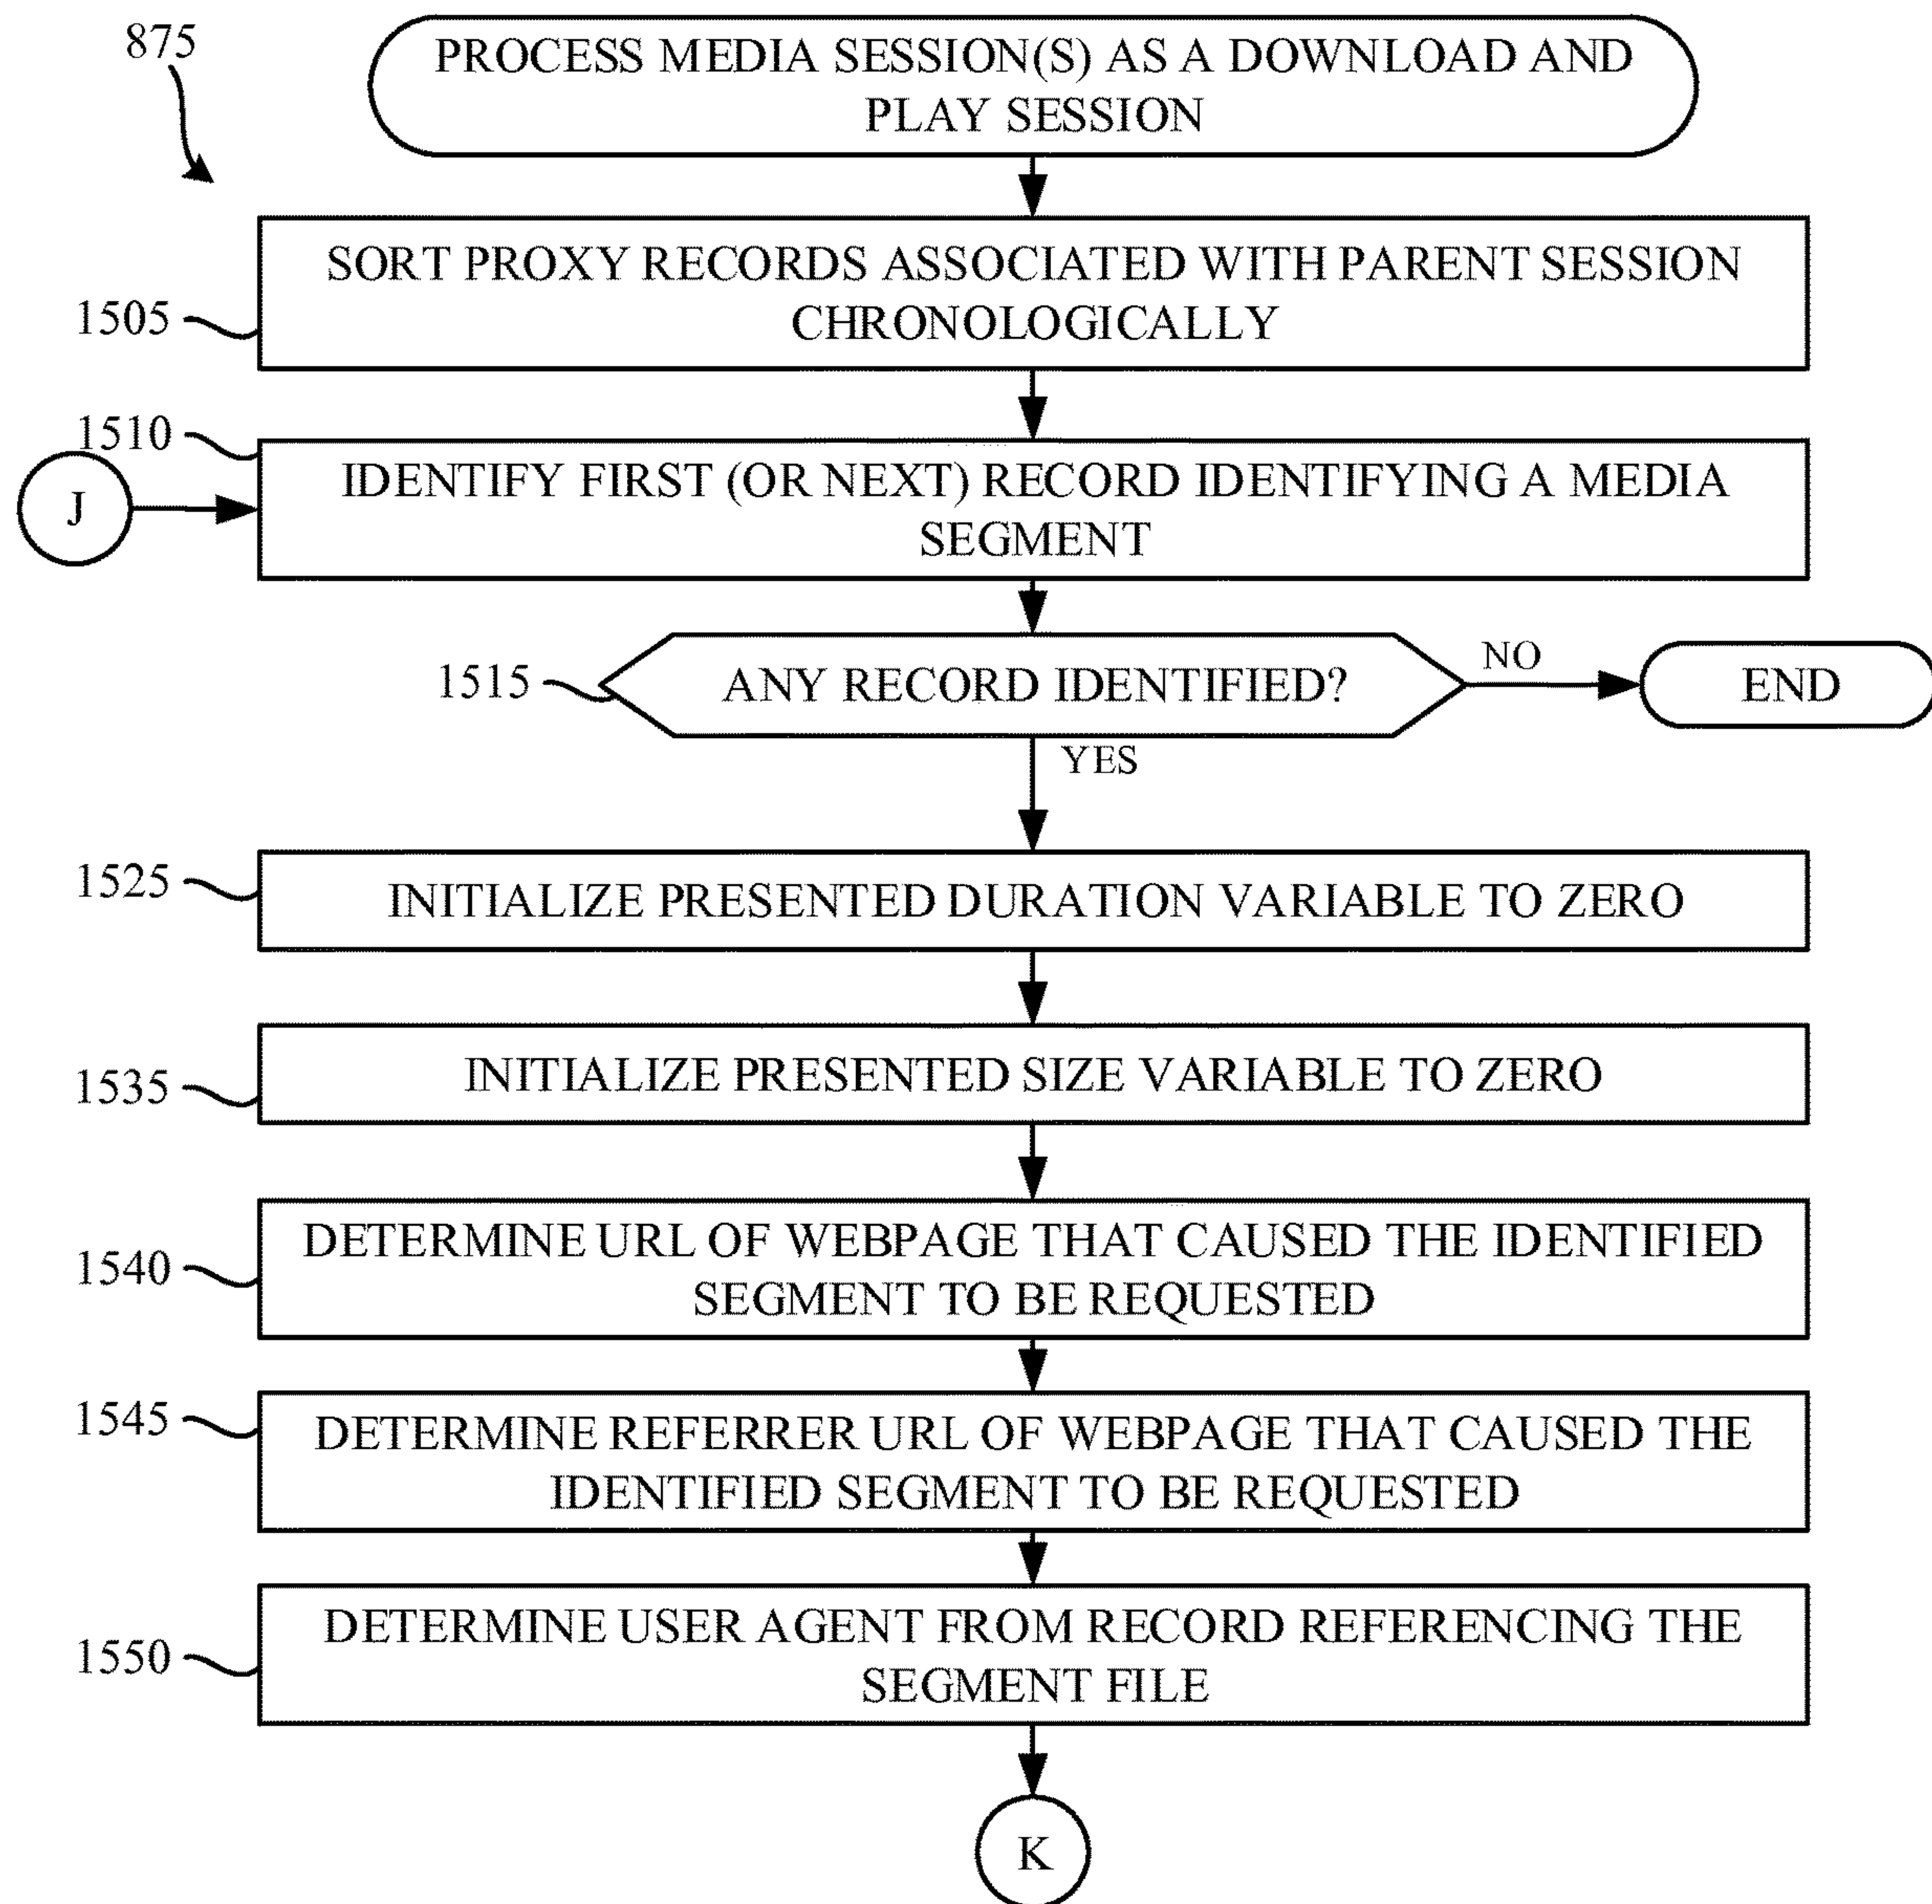 875
PROCESS MEDIA SESSION(S) AS A DOWNLOAD AND
PLAY SESSION
SORT PROXY RECORDS ASSOCIATED WITH PARENT SESSION
CHRONOLOGICALLY
1505
1510
J
IDENTIFY FIRST (OR NEXT) RECORD IDENTIFYING A MEDIA
SEGMENT
1515
ANY RECORD IDENTIFIED?
NO
END
YES
1525
INITIALIZE PRESENTED DURATION VARIABLE TO ZERO
1535
INITIALIZE PRESENTED SIZE VARIABLE TO ZERO
1540
DETERMINE URL OF WEBPAGE THAT CAUSED THE IDENTIFIED
SEGMENT TO BE REQUESTED
1545
DETERMINE REFERRER URL OF WEBPAGE THAT CAUSED THE
IDENTIFIED SEGMENT TO BE REQUESTED
1550
DETERMINE USER AGENT FROM RECORD REFERENCING THE
SEGMENT FILE
K